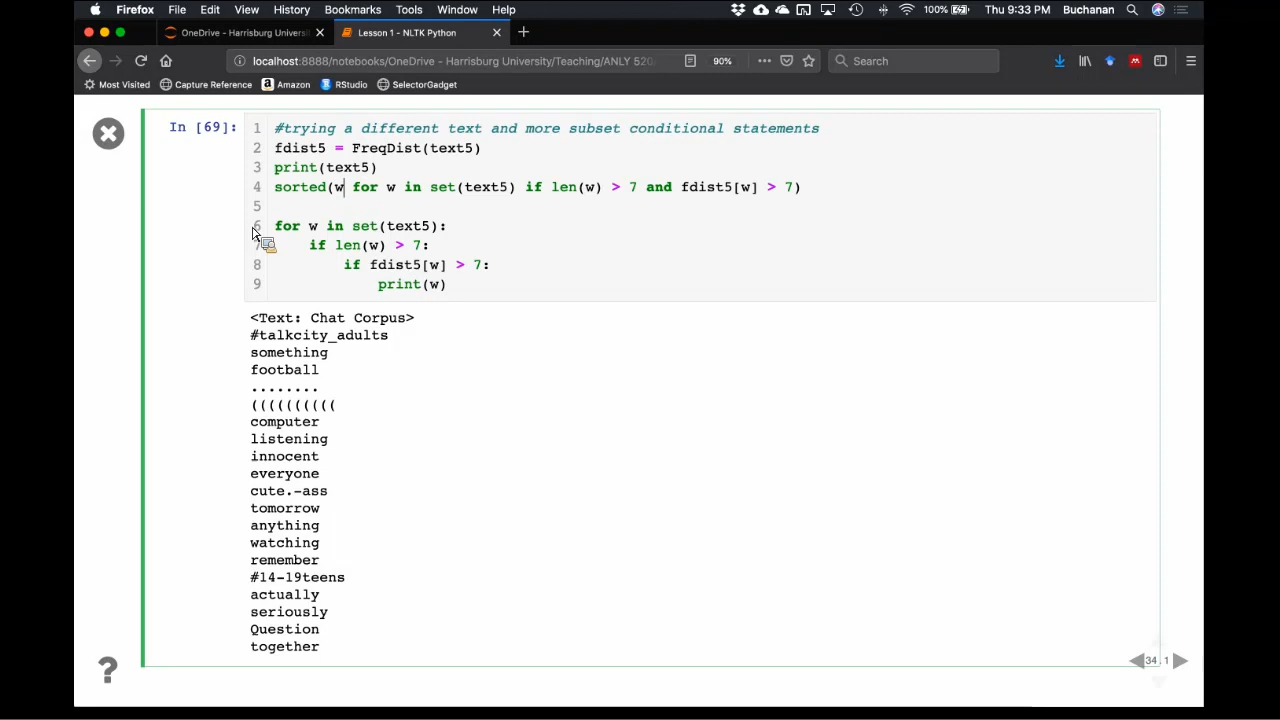 Firefox File Edit View History Bookmarks Tools Window Help 100% Thu 9:33 PM Buchanan
OneDrive - Harrisburg Universi Lesson 1 - NLTK Python
localhost:8888/notebooks/OneDrive - Harrisburg University/Teaching/ANLY 520 90% Search
Most Visited Capture Reference Amazon RStudio SelectorGadget
In [69]: 1 #trying a different text and more subset conditional statements
2 fdist5 = FreqDist(text5)
3 print(text5)
4 sorted(w for w in set(text5) if len(w) > 7 and fdist5[w] > 7)
5
6 for w in set(text5):
7 if len(w) > 7:
8 if fdist5[w] > 7:
9 print(w)
<Text: Chat Corpus>
#talkcity_adults
something
football
........
((((((((((
computer
listening
innocent
everyone
cute.-ass
tomorrow
anything
watching
remember
#14-19teens
actually
seriously
Question
together
?
34.1